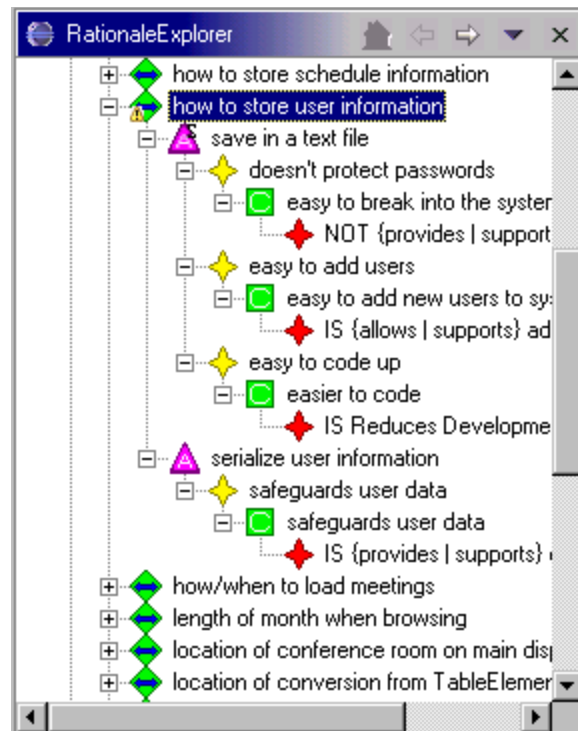 RationaleExplorer
how to store schedule information
how to store user information
A S save in a text file
doesn't protect passwords
C easy to break into the system
NOT {provides | support
easy to add users
C easy to add new users to sy
IS {allows | supports} ad
easy to code up
C easier to code
IS Reduces Developme
A serialize user information
safeguards user data
C safeguards user data
IS {provides | supports}
how/when to load meetings
length of month when browsing
location of conference room on main disp
location of conversion from TableElemer